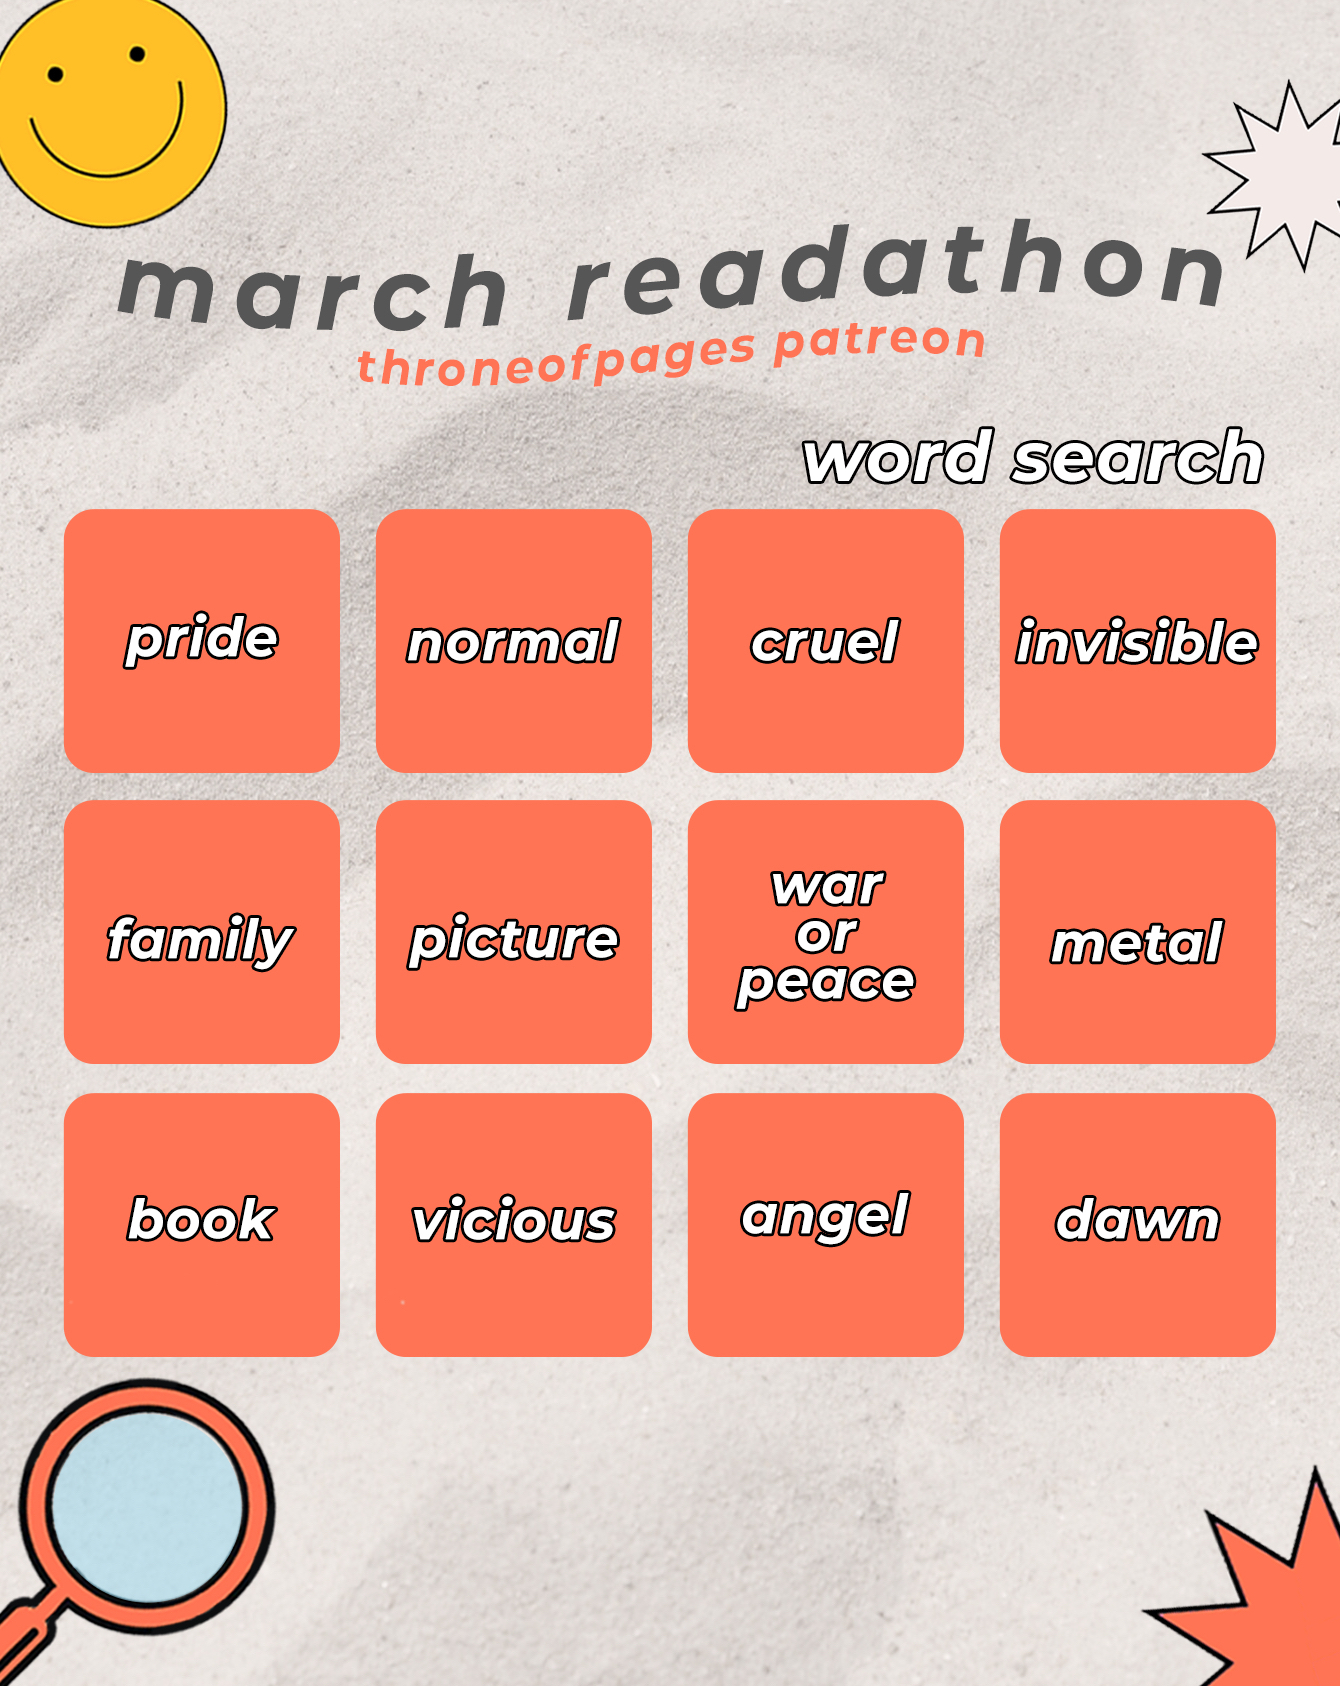 march readathon
throneofpages patreon
word search
pride
normal
cruel
invisible
family
picture
war
or
peace
metal
book
vicious
angel
dawn